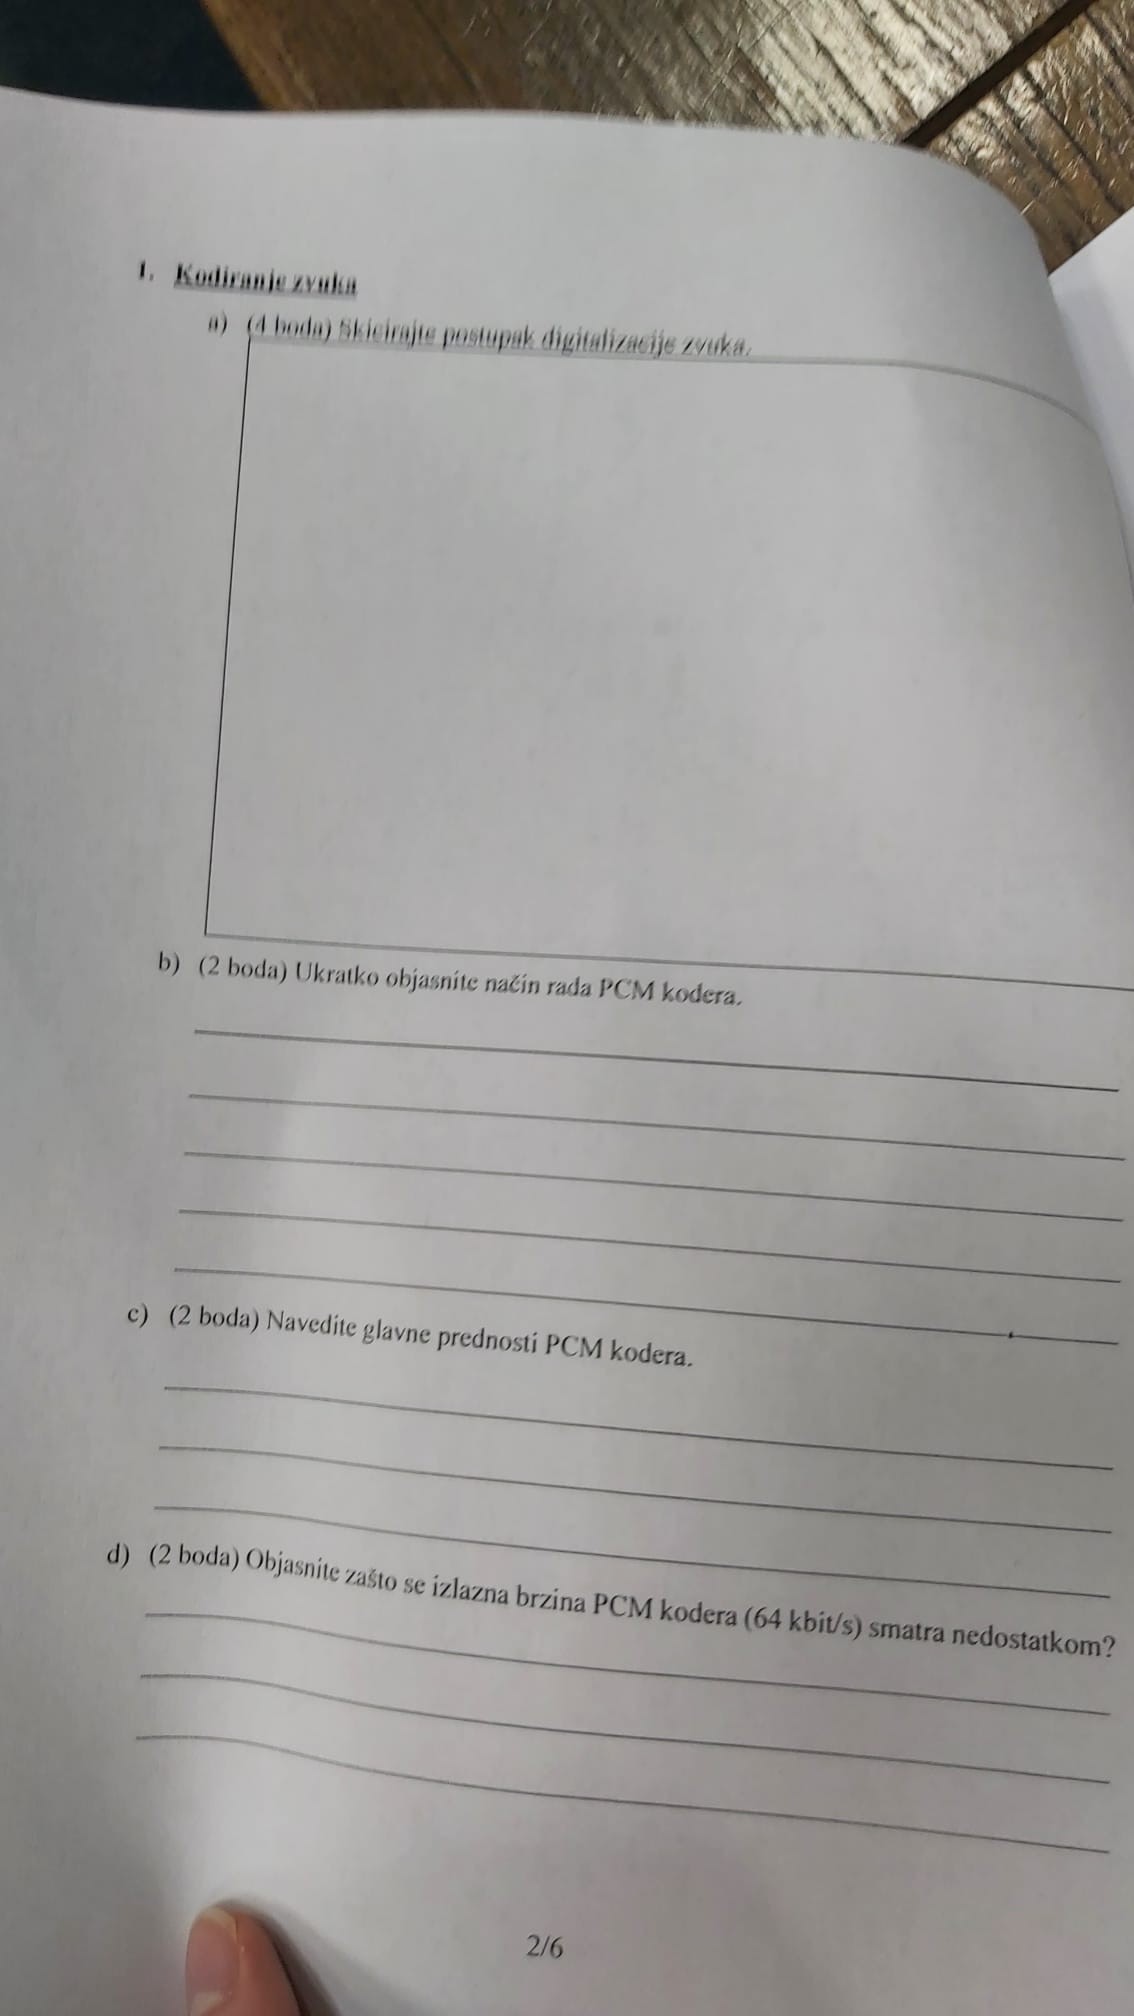 1. Kodiranje zvuka
a) (4 boda) Skicirajte postupak digitalizacije zvuka.
b) (2 boda) Ukratko objasnite način rada PCM kodera.
c) (2 boda) Navedite glavne prednosti PCM kodera.
d) (2 boda) Objasnite zašto se izlazna brzina PCM kodera (64 kbit/s) smatra nedostatkom?
2/6